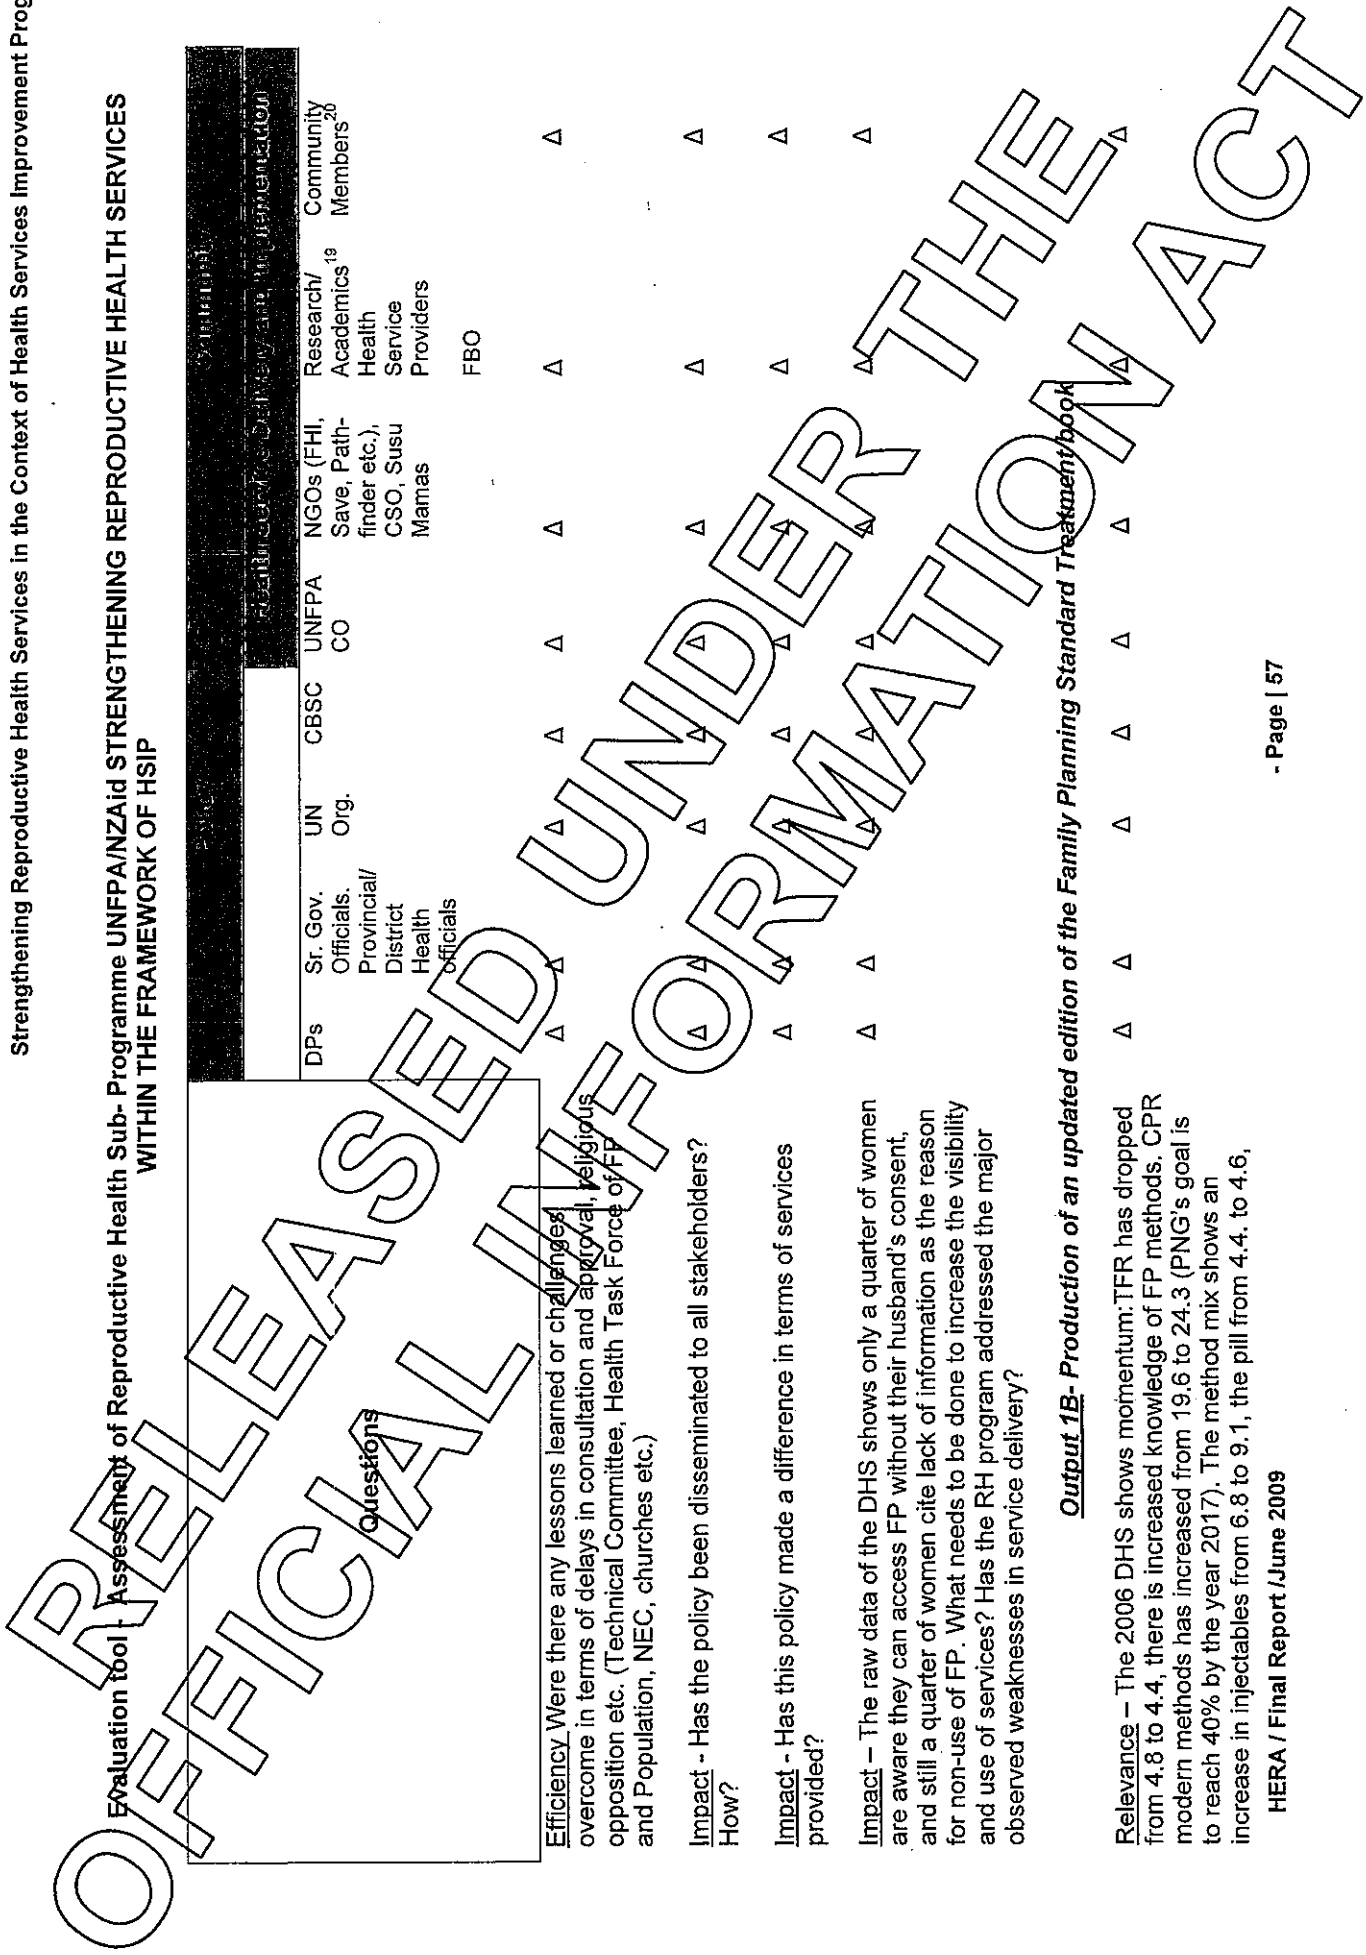 Strengthening Reproductive Health Services in the Context of Health Services Improvement Prog
Evaluation tool - Assessment of Reproductive Health Sub- Programme UNFPA/NZAid STRENGTHENING REPRODUCTIVE HEALTH SERVICES
WITHIN THE FRAMEWORK OF HSIP
Health Service Delivery and Implementation
Questions
DPs
Sr. Gov.
Officials.
Provincial/
District
Health
officials
UN
Org.
CBSC
UNFPA
CO
NGOs (FHI,
Save, Path-
finder etc.),
CSO, Susu
Mamas
Research/
Academics19
Health
Service
Providers
FBO
Community
Members20
Efficiency Were there any lessons learned or challenges
overcome in terms of delays in consultation and approval, religious
opposition etc. (Technical Committee, Health Task Force of FP
and Population, NEC, churches etc.)
Δ Δ Δ Δ Δ Δ Δ Δ
Impact - Has the policy been disseminated to all stakeholders?
How?
Δ Δ Δ Δ Δ Δ Δ Δ
Impact - Has this policy made a difference in terms of services
provided?
Δ Δ Δ Δ Δ Δ Δ Δ
Impact – The raw data of the DHS shows only a quarter of women
are aware they can access FP without their husband's consent,
and still a quarter of women cite lack of information as the reason
for non-use of FP. What needs to be done to increase the visibility
and use of services? Has the RH program addressed the major
observed weaknesses in service delivery?
Δ Δ Δ Δ Δ Δ Δ Δ
Output 1B- Production of an updated edition of the Family Planning Standard Treatment book
Relevance – The 2006 DHS shows momentum:TFR has dropped
from 4.8 to 4.4, there is increased knowledge of FP methods. CPR
modern methods has increased from 19.6 to 24.3 (PNG's goal is
to reach 40% by the year 2017). The method mix shows an
increase in injectables from 6.8 to 9.1, the pill from 4.4. to 4.6,
Δ Δ Δ Δ Δ Δ Δ Δ
HERA / Final Report /June 2009
- Page | 57
RELEASED UNDER THE
OFFICIAL INFORMATION ACT